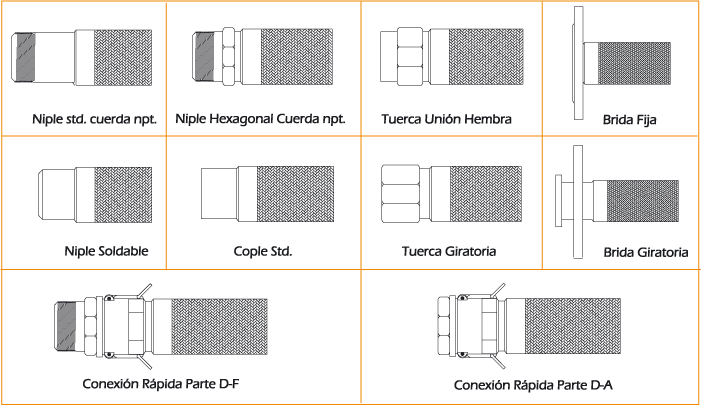 Niple std. cuerda npt.
Niple Hexagonal Cuerda npt.
Tuerca Unión Hembra
Brida Fija
Niple Soldable
Cople Std.
Tuerca Giratoria
Brida Giratoria
Conexión Rápida Parte D-F
Conexión Rápida Parte D-A